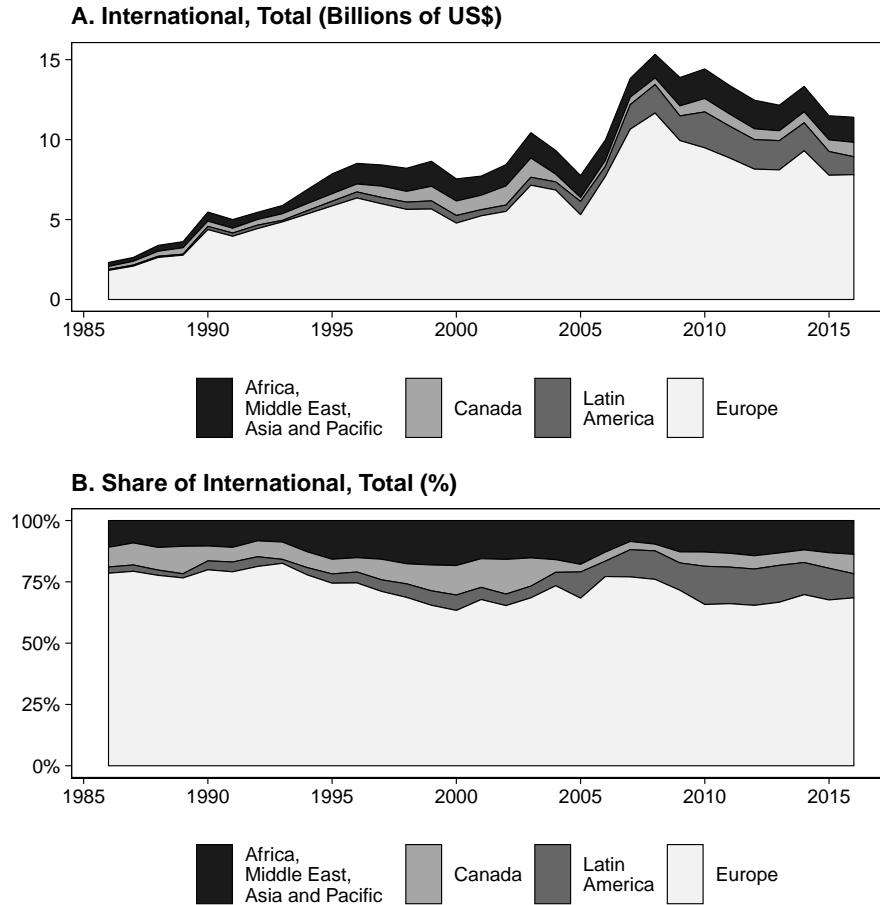 A. International, Total (Billions of US$)
15
10
5
0
1985 1990 1995 2000 2005 2010 2015
Africa,
Middle East,
Asia and Pacific
Canada
Latin
America
Europe
B. Share of International, Total (%)
100%
75%
50%
25%
0%
1985 1990 1995 2000 2005 2010 2015
Africa,
Middle East,
Asia and Pacific
Canada
Latin
America
Europe